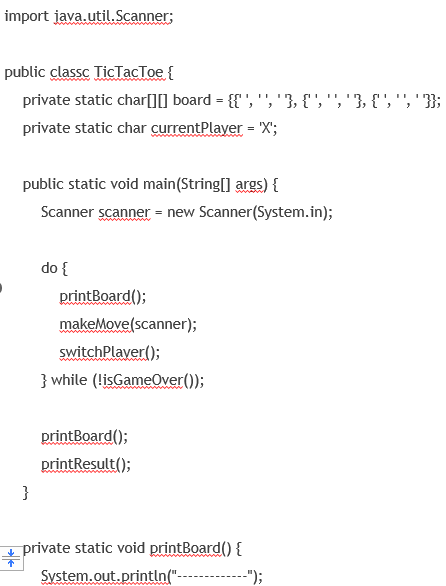 import java.util.Scanner;
public classc TicTacToe {
private static char[][] board = {{' ', ' ', ' '}, {' ', ' ', ' '}, {' ', ' ', ' '}};
private static char currentPlayer = 'X';
public static void main(String[] args) {
Scanner scanner = new Scanner(System.in);
do {
printBoard();
makeMove(scanner);
switchPlayer();
} while (!isGameOver());
printBoard();
printResult();
}
private static void printBoard() {
System.out.println("-------------");